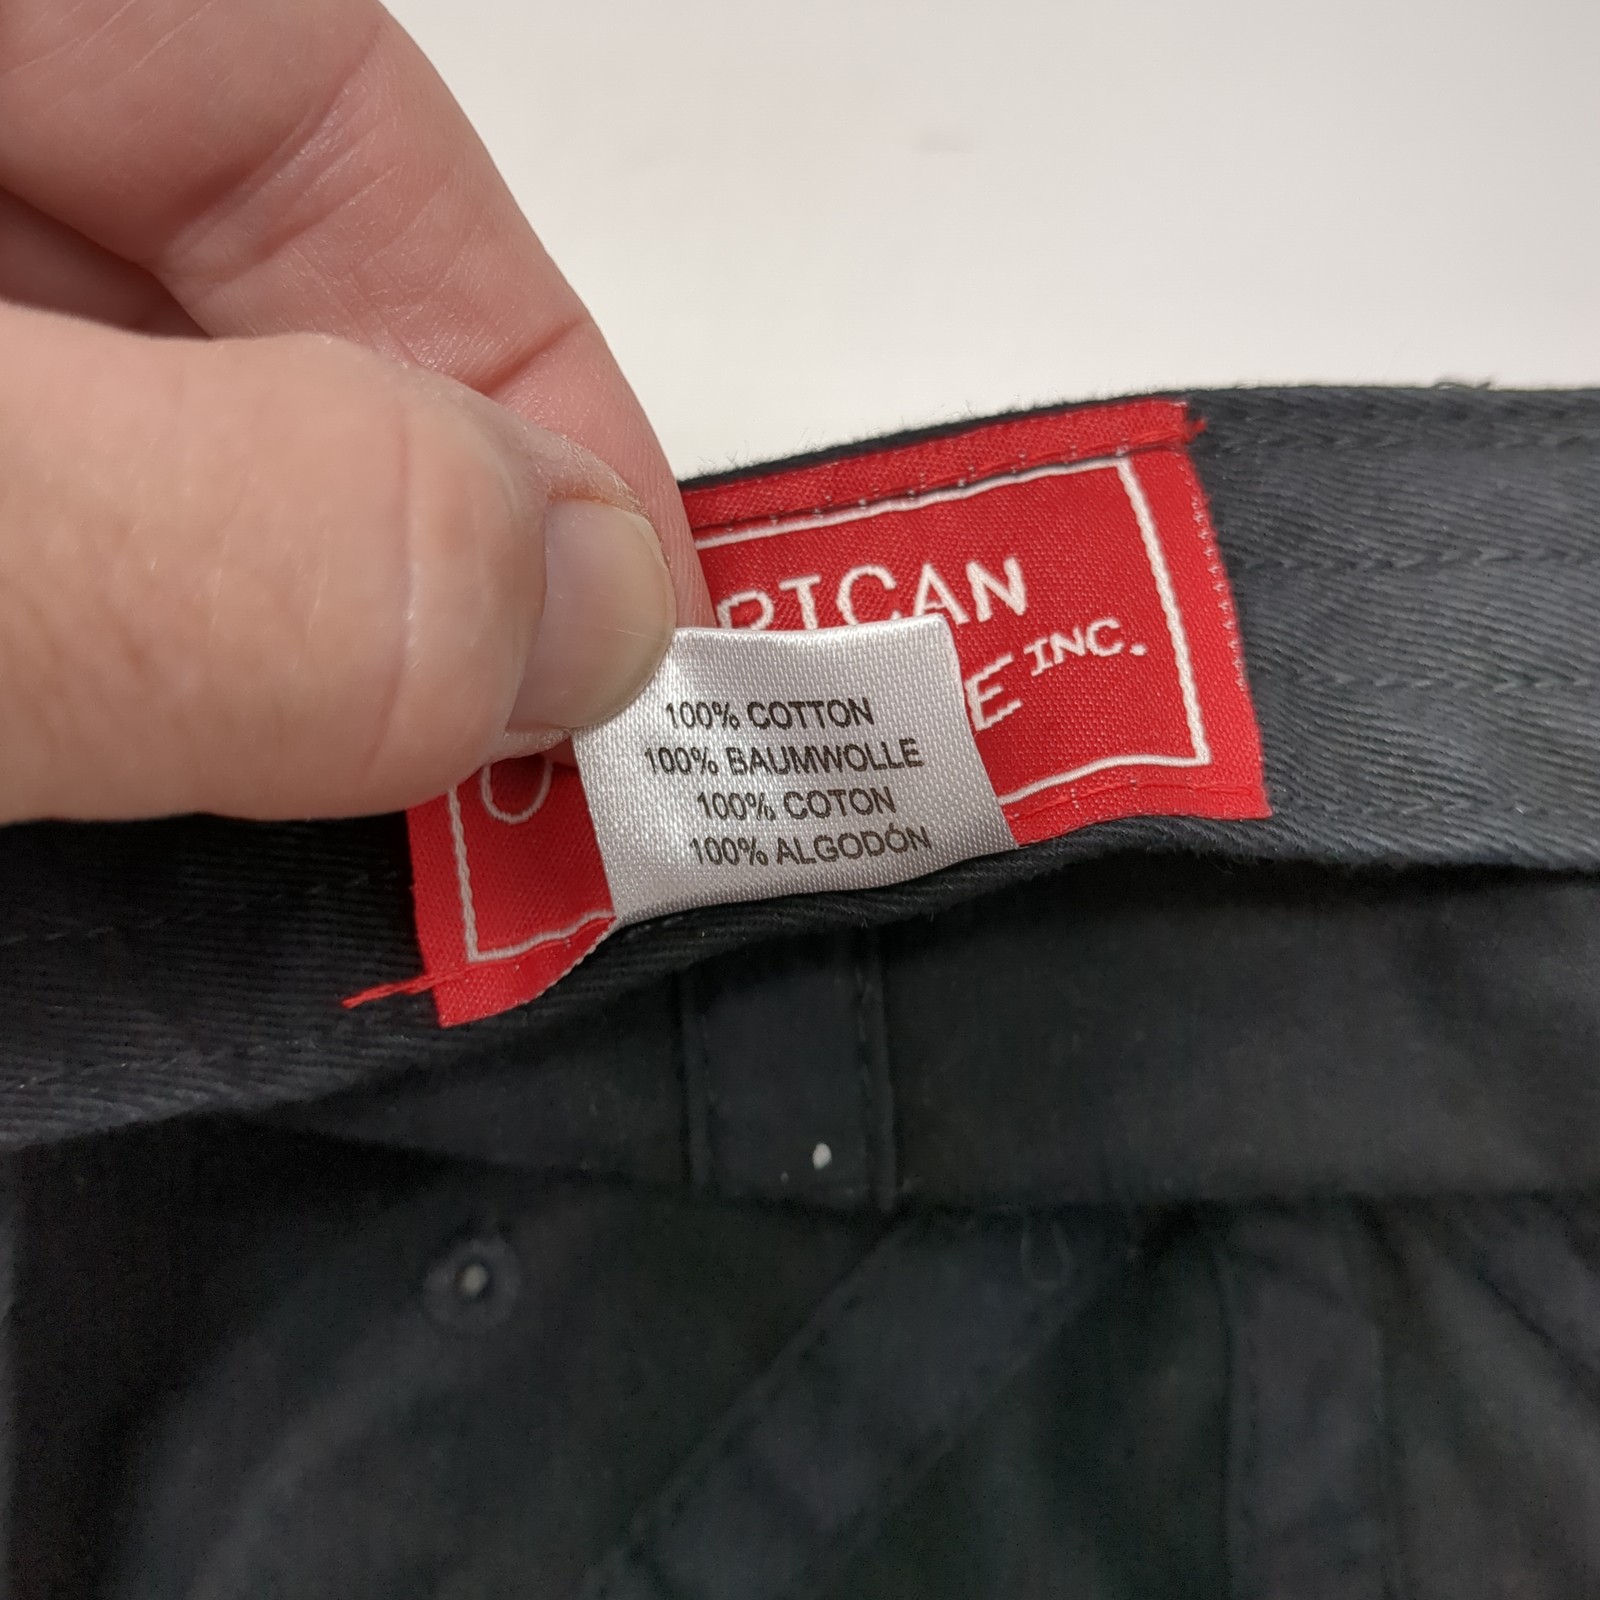 RICAN
E INC.
100% COTTON
100% BAUMWOLLE
100% COTON
100% ALGODÓN